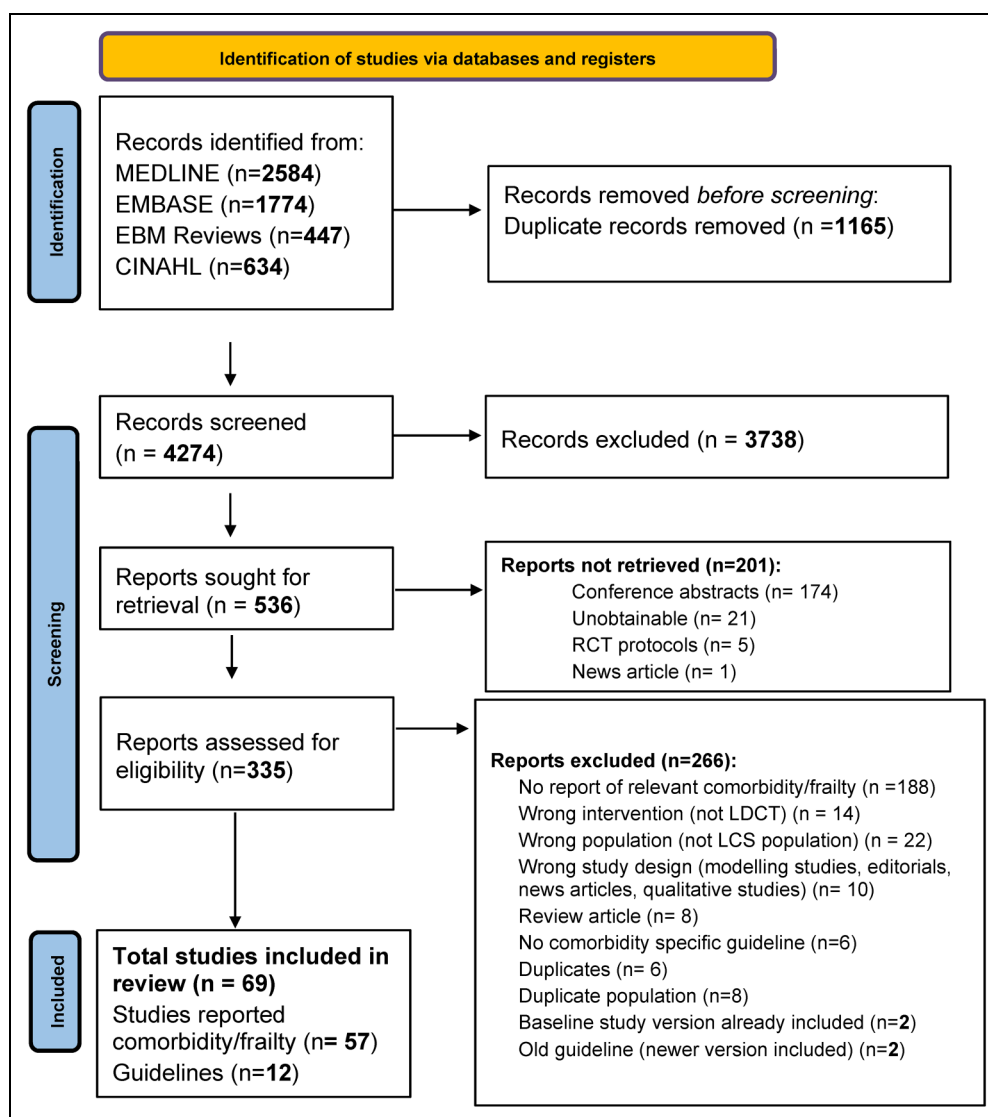 Identification of studies via databases and registers
Identification
Records identified from:
MEDLINE (n=2584)
EMBASE (n=1774)
EBM Reviews (n=447)
CINAHL (n=634)
Records removed before screening:
Duplicate records removed (n =1165)
Screening
Records screened
(n = 4274)
Records excluded (n = 3738)
Reports sought for
retrieval (n = 536)
Reports not retrieved (n=201):
Conference abstracts (n= 174)
Unobtainable (n= 21)
RCT protocols (n= 5)
News article (n= 1)
Reports assessed for
eligibility (n=335)
Reports excluded (n=266):
No report of relevant comorbidity/frailty (n =188)
Wrong intervention (not LDCT) (n = 14)
Wrong population (not LCS population) (n = 22)
Wrong study design (modelling studies, editorials,
news articles, qualitative studies) (n= 10)
Review article (n= 8)
No comorbidity specific guideline (n=6)
Duplicates (n= 6)
Duplicate population (n=8)
Baseline study version already included (n=2)
Old guideline (newer version included) (n=2)
Included
Total studies included in
review (n = 69)
Studies reported
comorbidity/frailty (n= 57)
Guidelines (n=12)